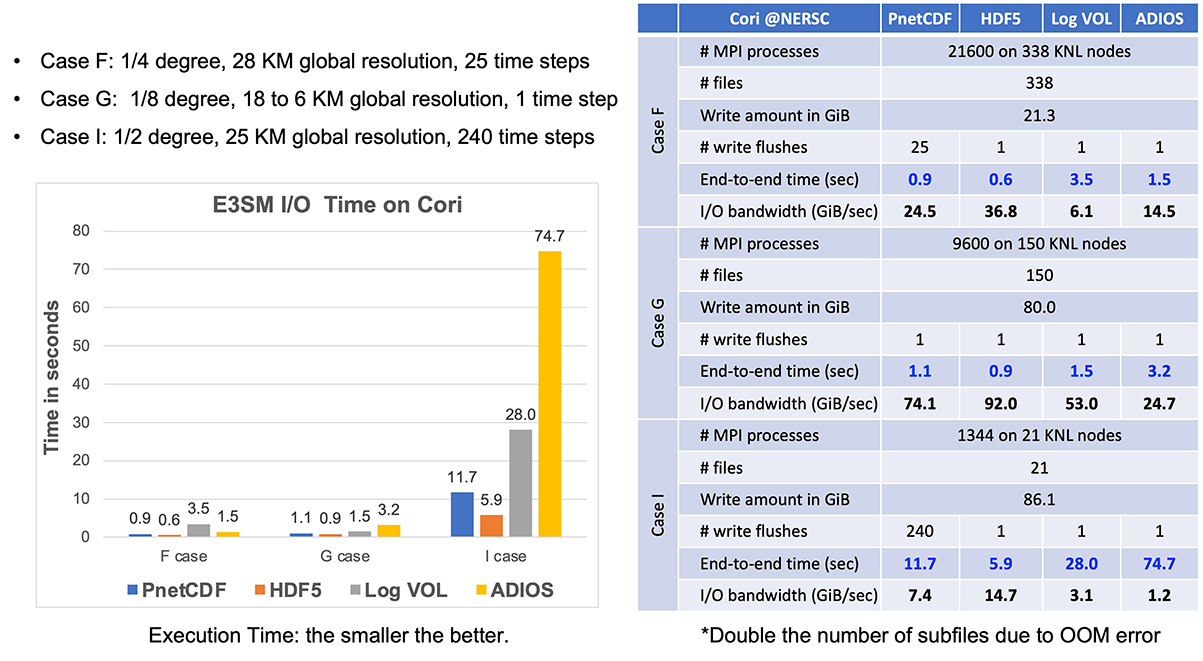 • Case F: 1/4 degree, 28 KM global resolution, 25 time steps
• Case G:  1/8 degree, 18 to 6 KM global resolution, 1 time step
• Case I: 1/2 degree, 25 KM global resolution, 240 time steps
E3SM I/O  Time on Cori
Time in seconds
80
70
60
50
40
30
20
10
0
0.9 0.6 3.5 1.5
1.1 0.9 1.5 3.2
11.7 5.9 28.0 74.7
F case G case I case
PnetCDF HDF5 Log VOL ADIOS
Execution Time: the smaller the better.
Cori @NERSC PnetCDF HDF5 Log VOL ADIOS
Case F
# MPI processes 21600 on 338 KNL nodes
# files 338
Write amount in GiB 21.3
# write flushes 25 1 1 1
End-to-end time (sec) 0.9 0.6 3.5 1.5
I/O bandwidth (GiB/sec) 24.5 36.8 6.1 14.5
Case G
# MPI processes 9600 on 150 KNL nodes
# files 150
Write amount in GiB 80.0
# write flushes 1 1 1 1
End-to-end time (sec) 1.1 0.9 1.5 3.2
I/O bandwidth (GiB/sec) 74.1 92.0 53.0 24.7
Case I
# MPI processes 1344 on 21 KNL nodes
# files 21
Write amount in GiB 86.1
# write flushes 240 1 1 1
End-to-end time (sec) 11.7 5.9 28.0 74.7
I/O bandwidth (GiB/sec) 7.4 14.7 3.1 1.2
*Double the number of subfiles due to OOM error